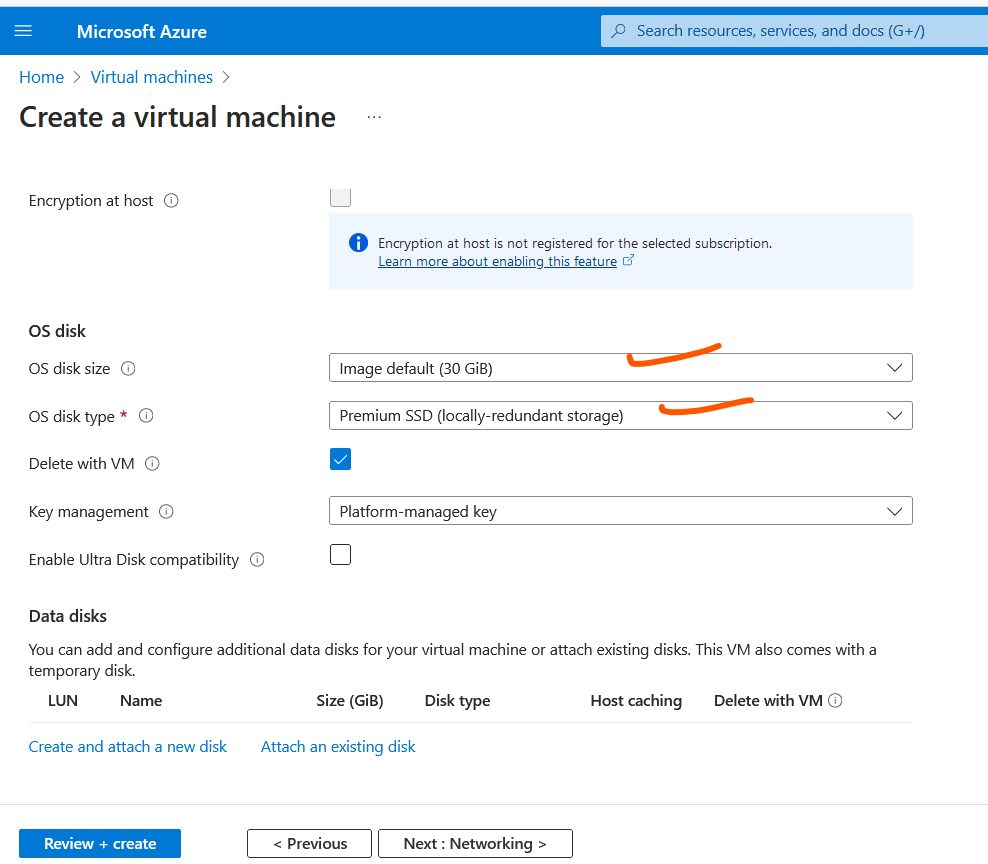 Microsoft Azure
Search resources, services, and docs (G+/)
Home > Virtual machines >
Create a virtual machine ...
Encryption at host
Encryption at host is not registered for the selected subscription.
Learn more about enabling this feature
OS disk
OS disk size
Image default (30 GiB)
OS disk type *
Premium SSD (locally-redundant storage)
Delete with VM
Key management
Platform-managed key
Enable Ultra Disk compatibility
Data disks
You can add and configure additional data disks for your virtual machine or attach existing disks. This VM also comes with a
temporary disk.
LUN Name Size (GiB) Disk type Host caching Delete with VM
Create and attach a new disk Attach an existing disk
Review + create < Previous Next : Networking >